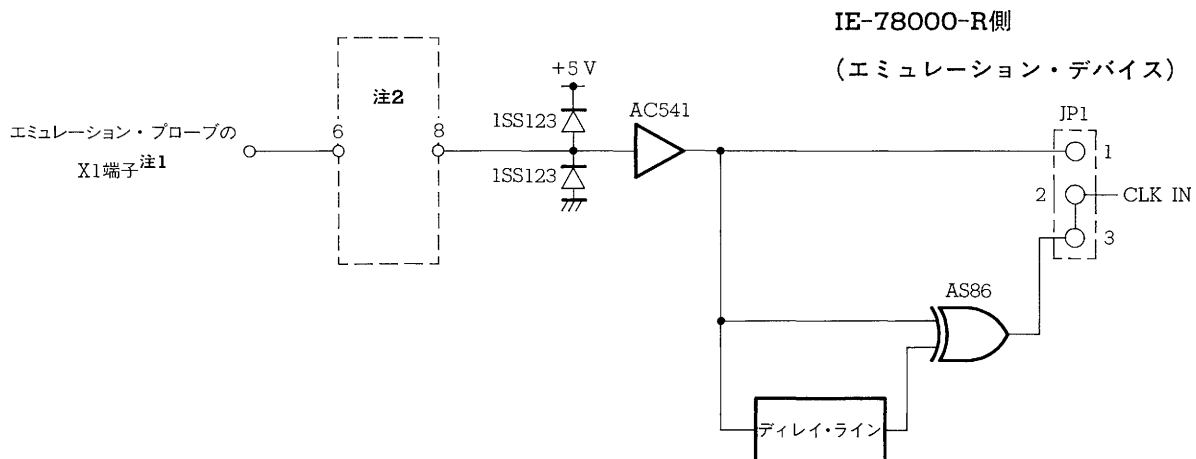 IE-78000-R側
(エミュレーション・デバイス)
+5 V
注2
1SS123
AC541
JP1
エミュレーション・プローブの
X1端子注1
6
8
1
1SS123
2
CLK IN
3
AS86
ディレイ・ライン